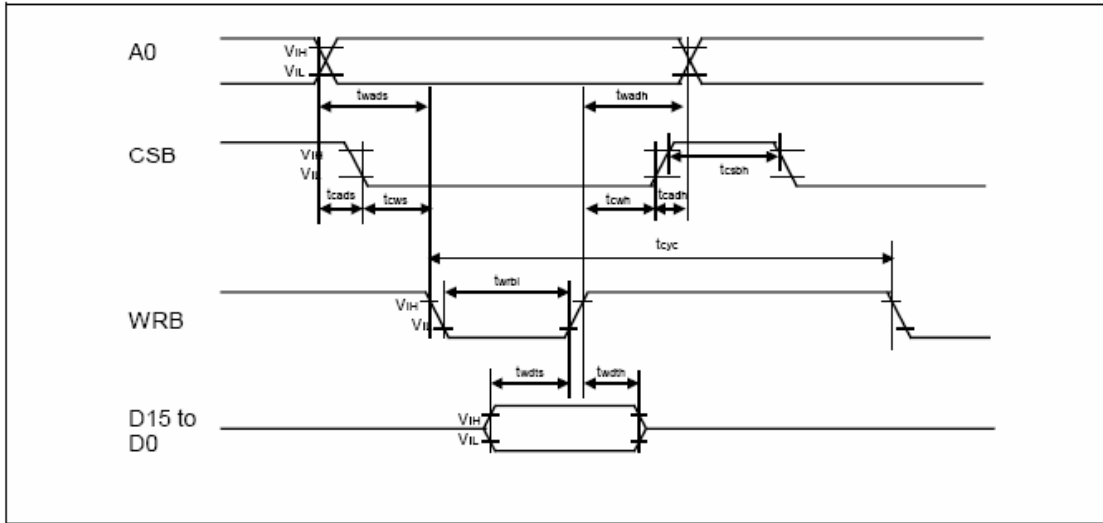 A0
VIH
VIL
twads
twadh
CSB
VIH
VIL
tcsbh
tcads
tcws
tcwh
tcadh
tcyc
twrbl
WRB
VIH
VIL
twdts
twdth
D15 to
D0
VIH
VIL